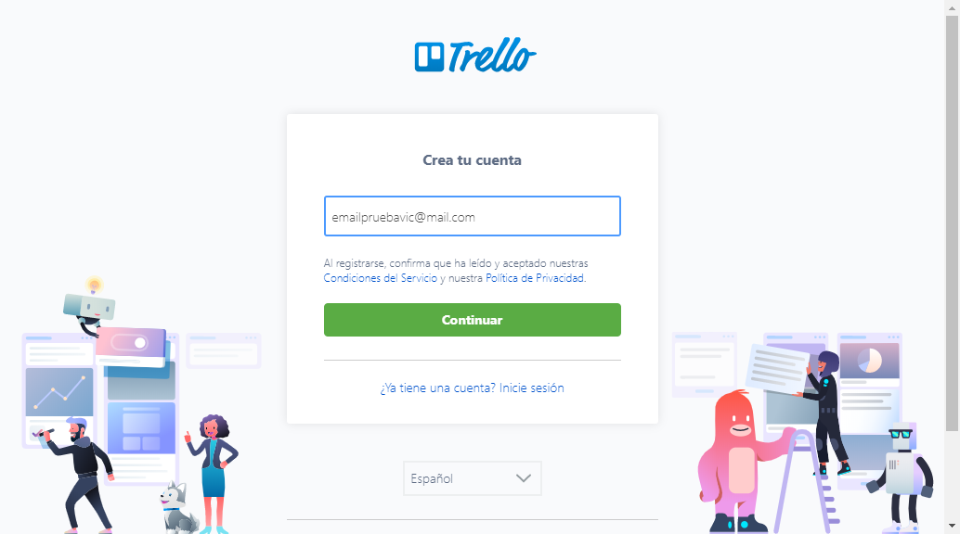 Trello
Crea tu cuenta
emailpruebavic@mail.com
Al registrarse, confirma que ha leído y aceptado nuestras
Condiciones del Servicio y nuestra Política de Privacidad.
Continuar
¿Ya tiene una cuenta? Inicie sesión
Español